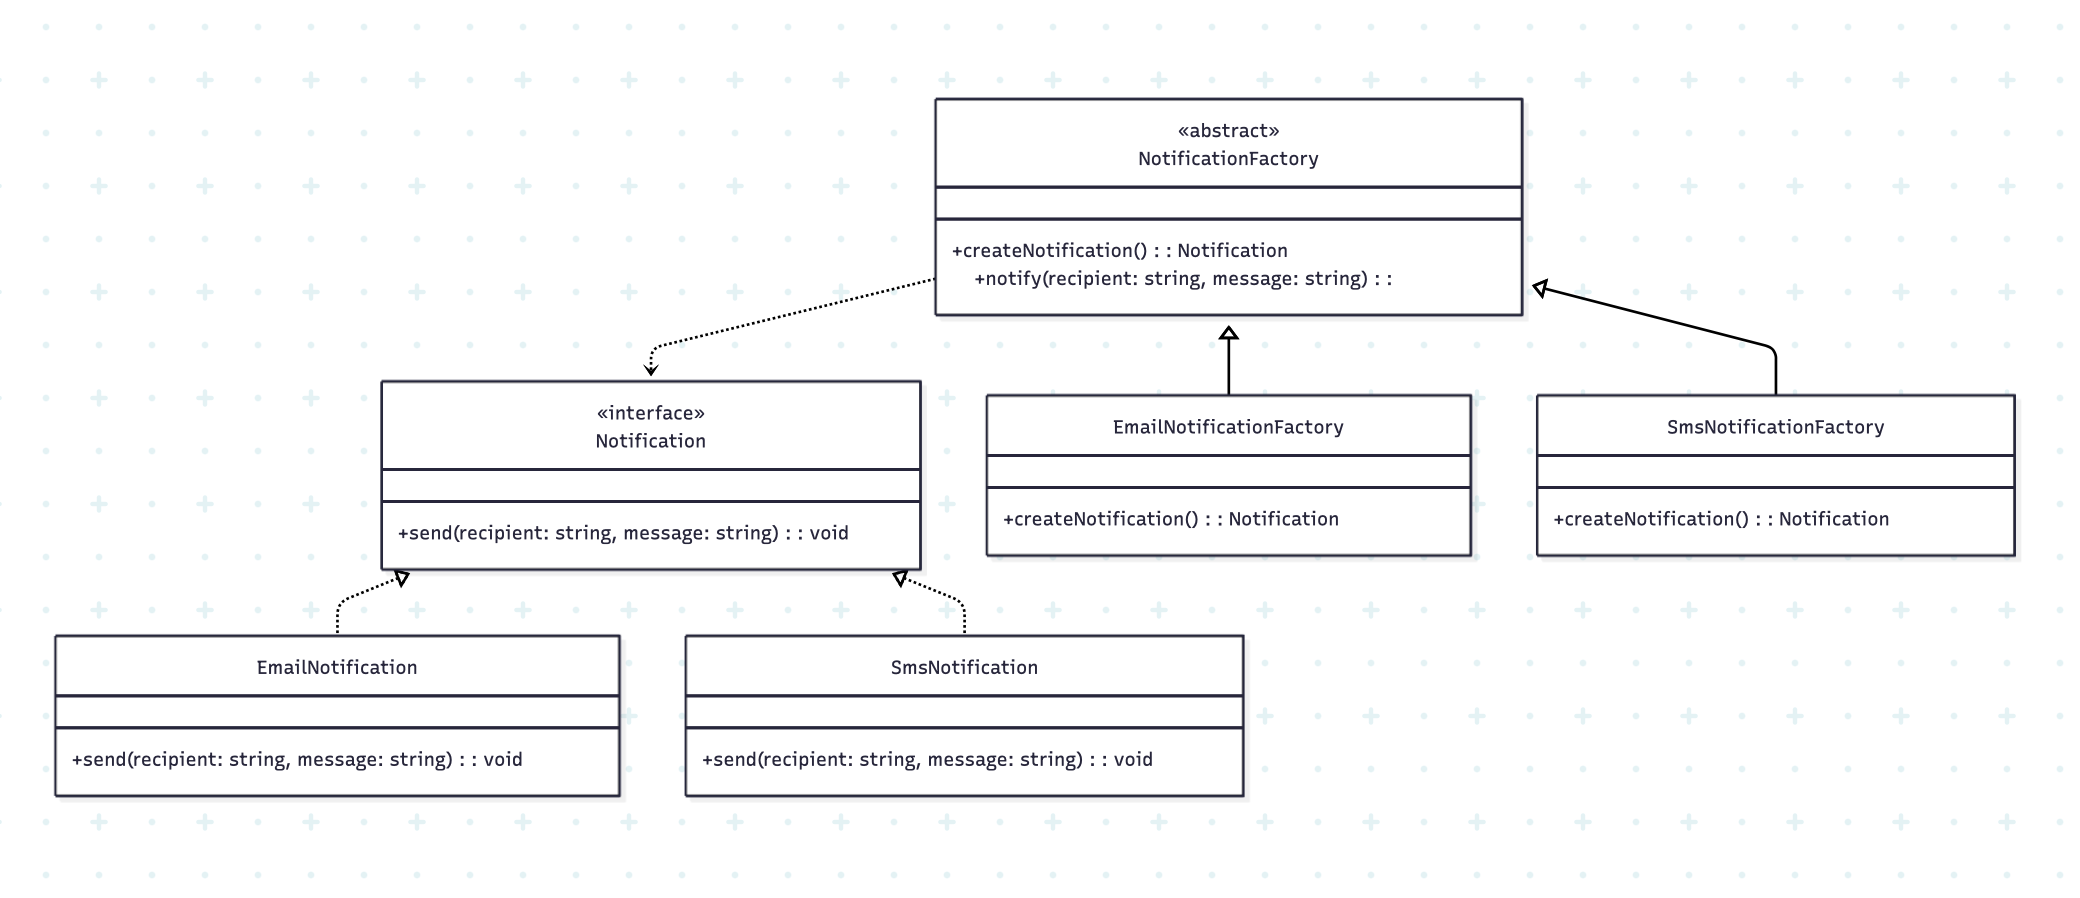 «abstract»
NotificationFactory
+createNotification() : : Notification
+notify(recipient: string, message: string) : :
«interface»
Notification
+send(recipient: string, message: string) : : void
EmailNotificationFactory
+createNotification() : : Notification
SmsNotificationFactory
+createNotification() : : Notification
EmailNotification
+send(recipient: string, message: string) : : void
SmsNotification
+send(recipient: string, message: string) : : void